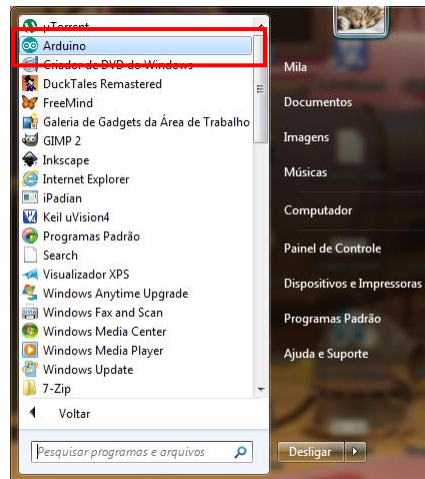 µTorrent
Arduino
Criador de DVD do Windows
DuckTales Remastered
FreeMind
Galeria de Gadgets da Área de Trabalho
GIMP 2
Inkscape
Internet Explorer
iPadian
Keil uVision4
Programas Padrão
Search
Visualizador XPS
Windows Anytime Upgrade
Windows Fax and Scan
Windows Media Center
Windows Media Player
Windows Update
7-Zip
Voltar
Pesquisar programas e arquivos
Mila
Documentos
Imagens
Músicas
Computador
Painel de Controle
Dispositivos e Impressoras
Programas Padrão
Ajuda e Suporte
Desligar